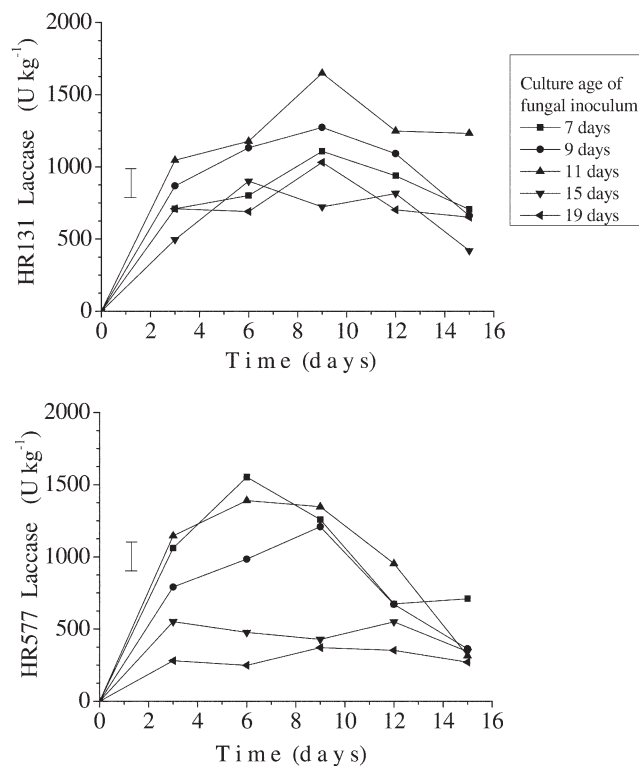 2000
1500
1000
500
0
HR131 Laccase (U kg-1)
0 2 4 6 8 10 12 14 16
Time (days)
Culture age of
fungal inoculum
7 days
9 days
11 days
15 days
19 days
2000
1500
1000
500
0
HR577 Laccase (U kg-1)
0 2 4 6 8 10 12 14 16
Time (days)